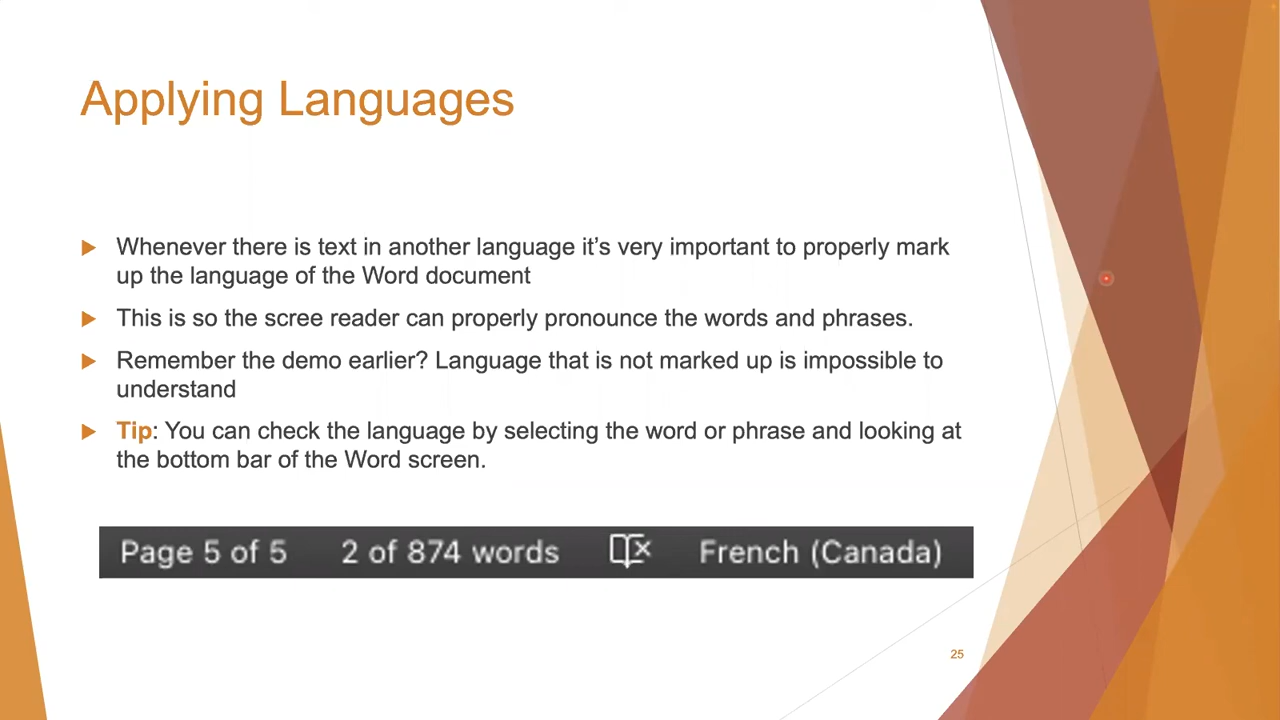 Applying Languages
Whenever there is text in another language it’s very important to properly mark
up the language of the Word document
This is so the scree reader can properly pronounce the words and phrases.
Remember the demo earlier? Language that is not marked up is impossible to
understand
Tip: You can check the language by selecting the word or phrase and looking at
the bottom bar of the Word screen.
Page 5 of 5 2 of 874 words French (Canada)
25